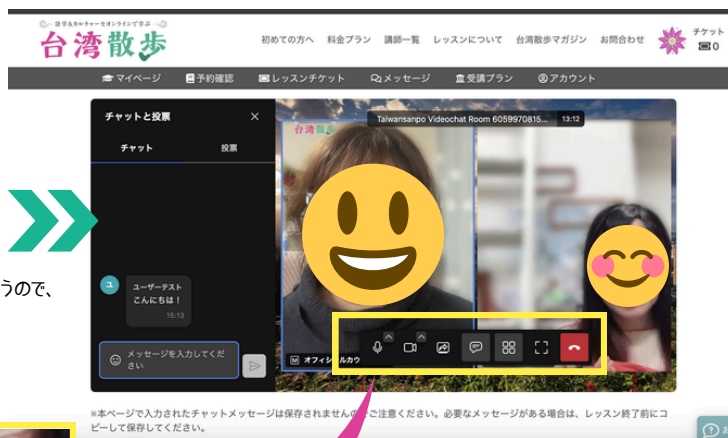 語学＆カルチャーをオンラインで学ぶ
台湾散歩
初めての方へ 料金プラン 講師一覧 レッスンについて 台湾散歩マガジン お問合わせ
チケット
0
マイページ 予約確認 レッスンチケット メッセージ 受講プラン アカウント
チャットと投票
チャット 投票
台湾散歩
Taiwansanpo Videochat Room 6059970815... 13:12
うので、
ユ
ユーザーテスト
こんにちは！
15:13
メッセージを入力してくだ
さい
M オフィシャルカウ
※本ページで入力されたチャットメッセージは保存されませんのでご注意ください。必要なメッセージがある場合は、レッスン終了前にコ
ピーして保存してください。